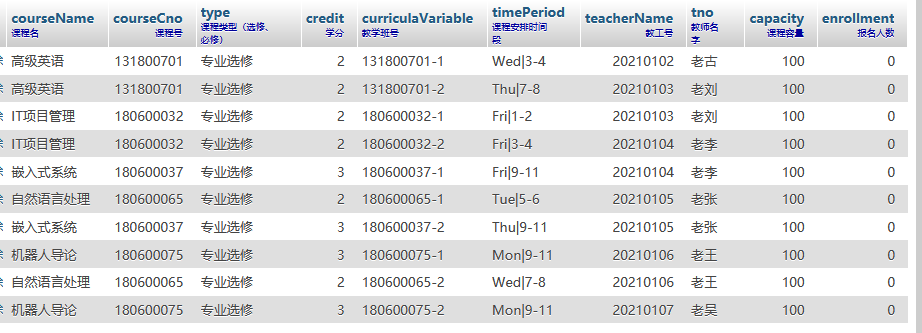 courseName courseCno type credit curriculaVariable timePeriod teacherName tno capacity enrollment
课程名 课程号 课程类型（选修、必修） 学分 教学班号 课程安排时间段 教工号 教师名字 课程容量 报名人数
高级英语 131800701 专业选修 2 131800701-1 Wed|3-4 20210102 老古 100 0
高级英语 131800701 专业选修 2 131800701-2 Thu|7-8 20210103 老刘 100 0
IT项目管理 180600032 专业选修 2 180600032-1 Fri|1-2 20210103 老刘 100 0
IT项目管理 180600032 专业选修 2 180600032-2 Fri|3-4 20210104 老李 100 0
嵌入式系统 180600037 专业选修 3 180600037-1 Fri|9-11 20210104 老李 100 0
自然语言处理 180600065 专业选修 2 180600065-1 Tue|5-6 20210105 老张 100 0
嵌入式系统 180600037 专业选修 3 180600037-2 Thu|9-11 20210105 老张 100 0
机器人导论 180600075 专业选修 3 180600075-1 Mon|9-11 20210106 老王 100 0
自然语言处理 180600065 专业选修 2 180600065-2 Wed|7-8 20210106 老王 100 0
机器人导论 180600075 专业选修 3 180600075-2 Mon|9-11 20210107 老吴 100 0